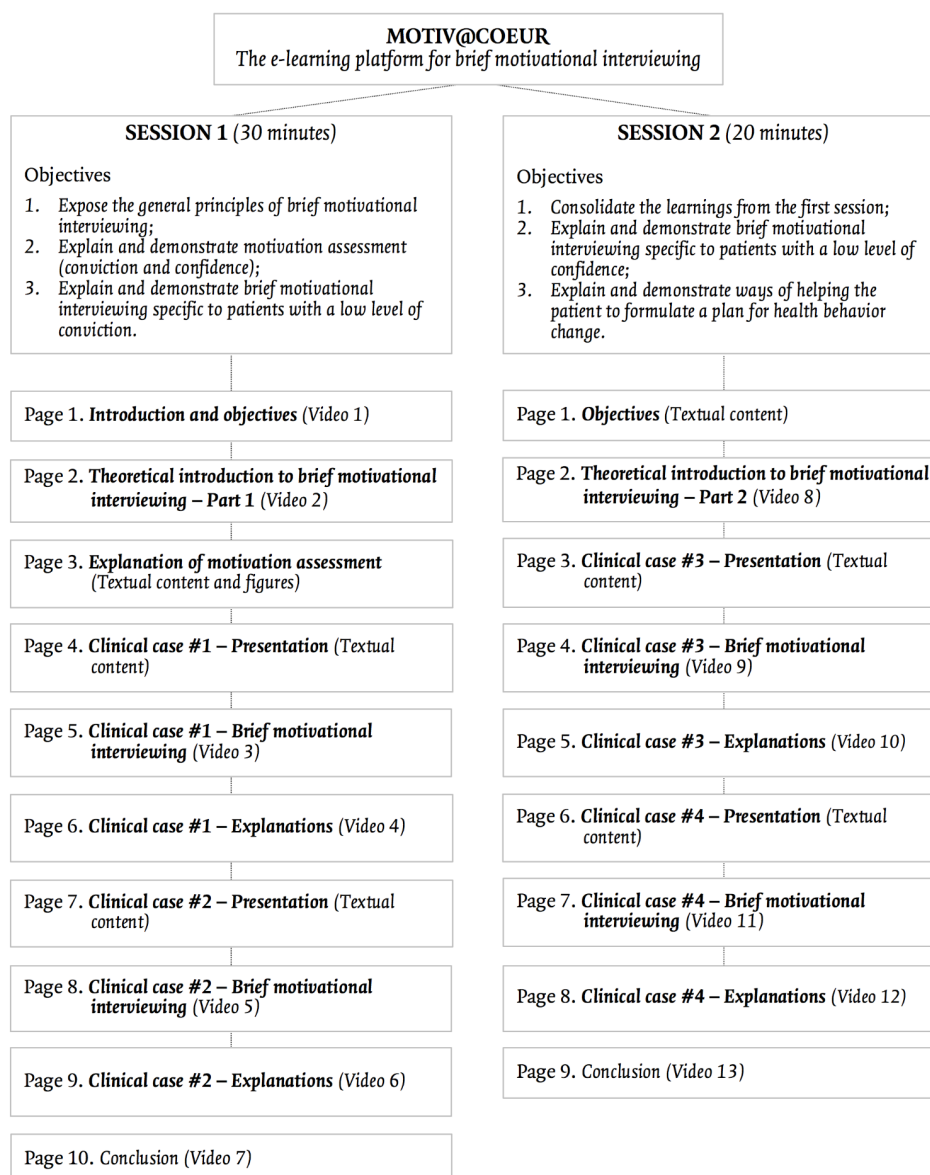 MOTIV@COEUR
The e-learning platform for brief motivational interviewing
SESSION 1 (30 minutes)
Objectives
1. Expose the general principles of brief motivational
interviewing;
2. Explain and demonstrate motivation assessment
(conviction and confidence);
3. Explain and demonstrate brief motivational
interviewing specific to patients with a low level of
conviction.
Page 1. Introduction and objectives (Video 1)
Page 2. Theoretical introduction to brief motivational
interviewing – Part 1 (Video 2)
Page 3. Explanation of motivation assessment
(Textual content and figures)
Page 4. Clinical case #1 – Presentation (Textual
content)
Page 5. Clinical case #1 – Brief motivational
interviewing (Video 3)
Page 6. Clinical case #1 – Explanations (Video 4)
Page 7. Clinical case #2 – Presentation (Textual
content)
Page 8. Clinical case #2 – Brief motivational
interviewing (Video 5)
Page 9. Clinical case #2 – Explanations (Video 6)
Page 10. Conclusion (Video 7)
SESSION 2 (20 minutes)
Objectives
1. Consolidate the learnings from the first session;
2. Explain and demonstrate brief motivational
interviewing specific to patients with a low level of
confidence;
3. Explain and demonstrate ways of helping the
patient to formulate a plan for health behavior
change.
Page 1. Objectives (Textual content)
Page 2. Theoretical introduction to brief motivational
interviewing – Part 2 (Video 8)
Page 3. Clinical case #3 – Presentation (Textual
content)
Page 4. Clinical case #3 – Brief motivational
interviewing (Video 9)
Page 5. Clinical case #3 – Explanations (Video 10)
Page 6. Clinical case #4 – Presentation (Textual
content)
Page 7. Clinical case #4 – Brief motivational
interviewing (Video 11)
Page 8. Clinical case #4 – Explanations (Video 12)
Page 9. Conclusion (Video 13)